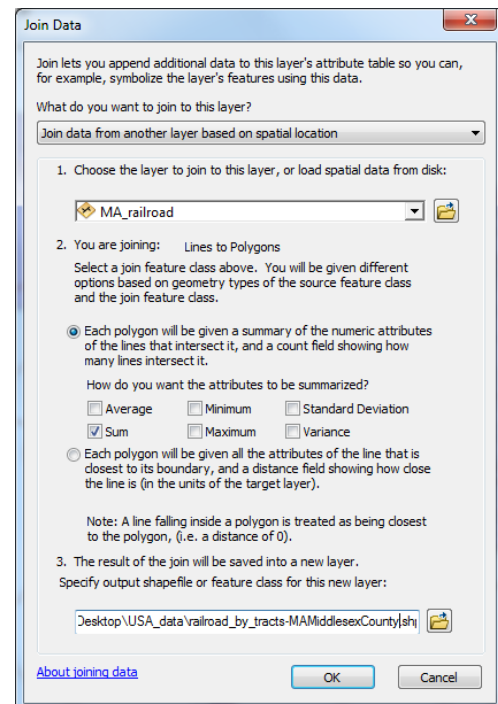 Join Data
Join lets you append additional data to this layer's attribute table so you can,
for example, symbolize the layer's features using this data.
What do you want to join to this layer?
Join data from another layer based on spatial location
1. Choose the layer to join to this layer, or load spatial data from disk:
MA_railroad
2. You are joining: Lines to Polygons
Select a join feature class above. You will be given different
options based on geometry types of the source feature class
and the join feature class.
Each polygon will be given a summary of the numeric attributes
of the lines that intersect it, and a count field showing how
many lines intersect it.
How do you want the attributes to be summarized?
Average Minimum Standard Deviation
Sum Maximum Variance
Each polygon will be given all the attributes of the line that is
closest to its boundary, and a distance field showing how close
the line is (in the units of the target layer).
Note: A line falling inside a polygon is treated as being closest
to the polygon, (i.e. a distance of 0).
3. The result of the join will be saved into a new layer.
Specify output shapefile or feature class for this new layer:
Desktop\USA_data\railroad_by_tracts-MAMiddlesexCounty.sh
About joining data OK Cancel